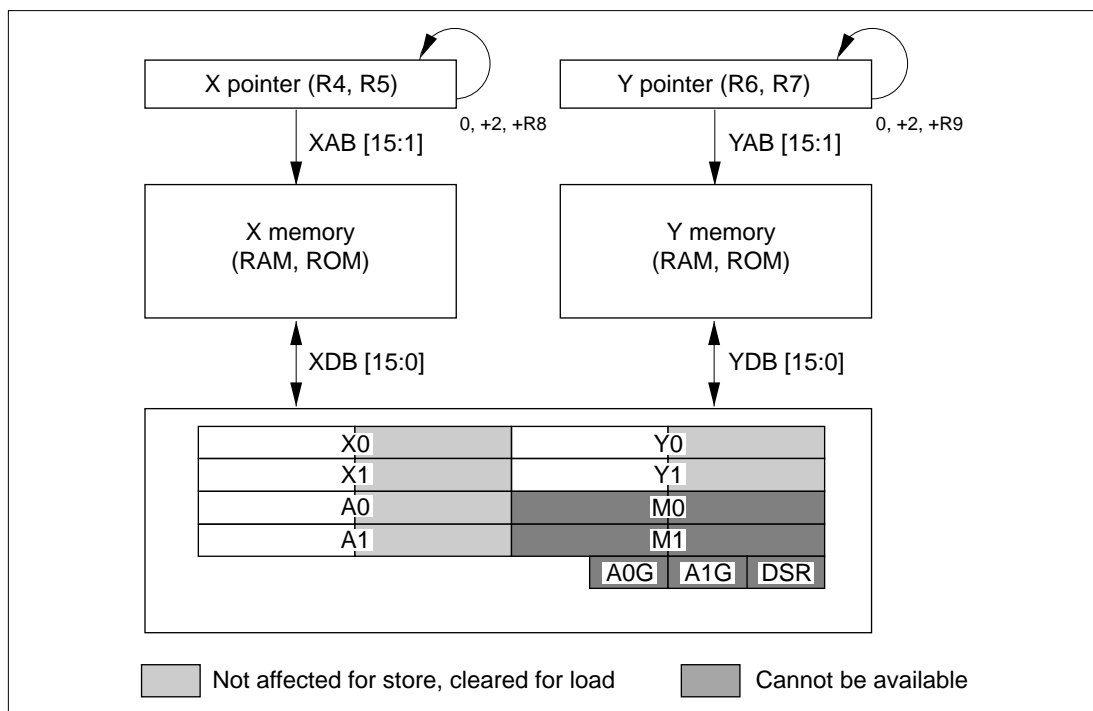 X pointer (R4, R5)
Y pointer (R6, R7)
0, +2, +R8
0, +2, +R9
XAB [15:1]
YAB [15:1]
X memory
(RAM, ROM)
Y memory
(RAM, ROM)
XDB [15:0]
YDB [15:0]
X0
Y0
X1
Y1
A0
M0
A1
M1
A0G
A1G
DSR
Not affected for store, cleared for load
Cannot be available